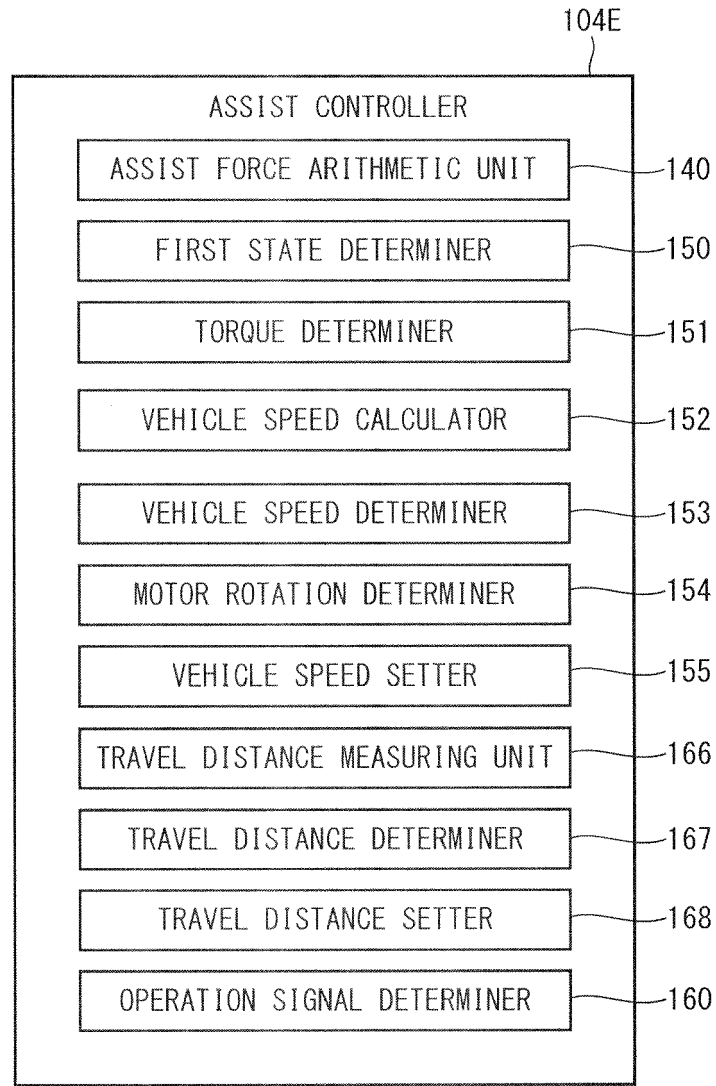 104E
ASSIST CONTROLLER
ASSIST FORCE ARITHMETIC UNIT 140
FIRST STATE DETERMINER 150
TORQUE DETERMINER 151
VEHICLE SPEED CALCULATOR 152
VEHICLE SPEED DETERMINER 153
MOTOR ROTATION DETERMINER 154
VEHICLE SPEED SETTER 155
TRAVEL DISTANCE MEASURING UNIT 166
TRAVEL DISTANCE DETERMINER 167
TRAVEL DISTANCE SETTER 168
OPERATION SIGNAL DETERMINER 160